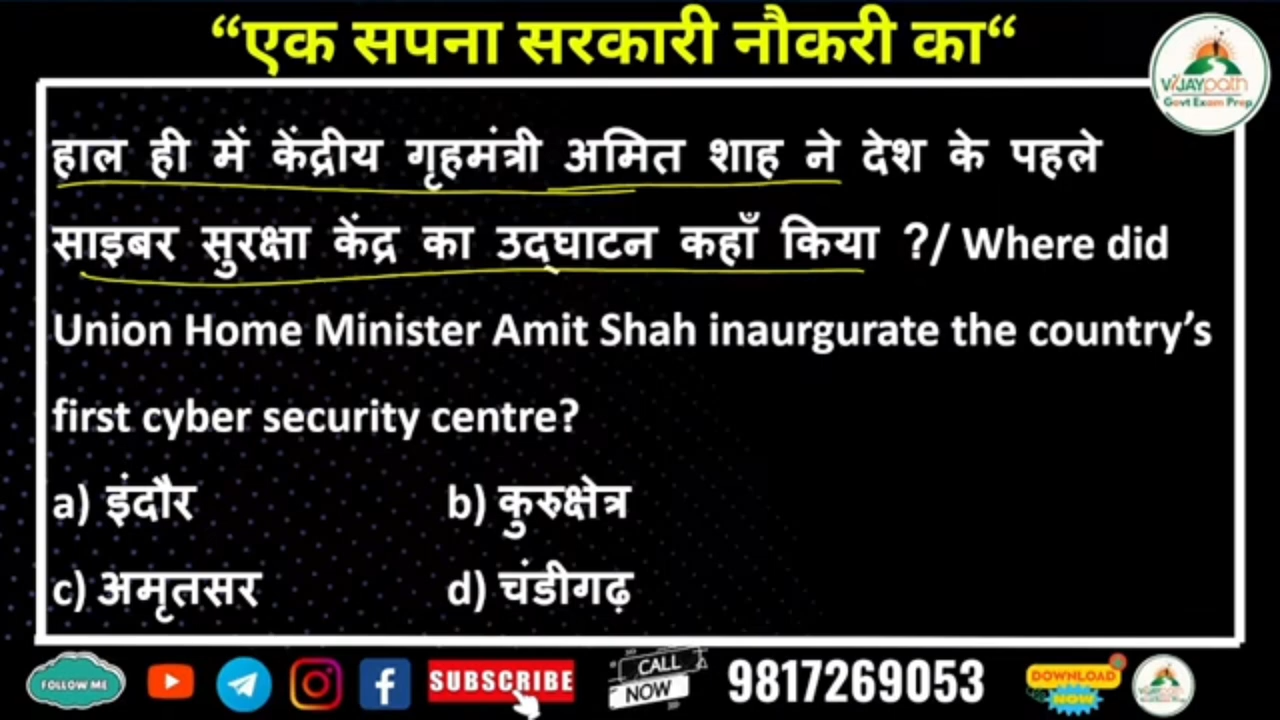 “एक सपना सरकारी नौकरी का“
VIJAYpath
Govt Exam Prep
हाल ही में केंद्रीय गृहमंत्री अमित शाह ने देश के पहले
साइबर सुरक्षा केंद्र का उद्घाटन कहाँ किया ?/ Where did
Union Home Minister Amit Shah inaurgurate the country’s
first cyber security centre?
a) इंदौर b) कुरुक्षेत्र
c) अमृतसर d) चंडीगढ़
FOLLOW ME SUBSCRIBE CALL NOW 9817269053 DOWNLOAD NOW